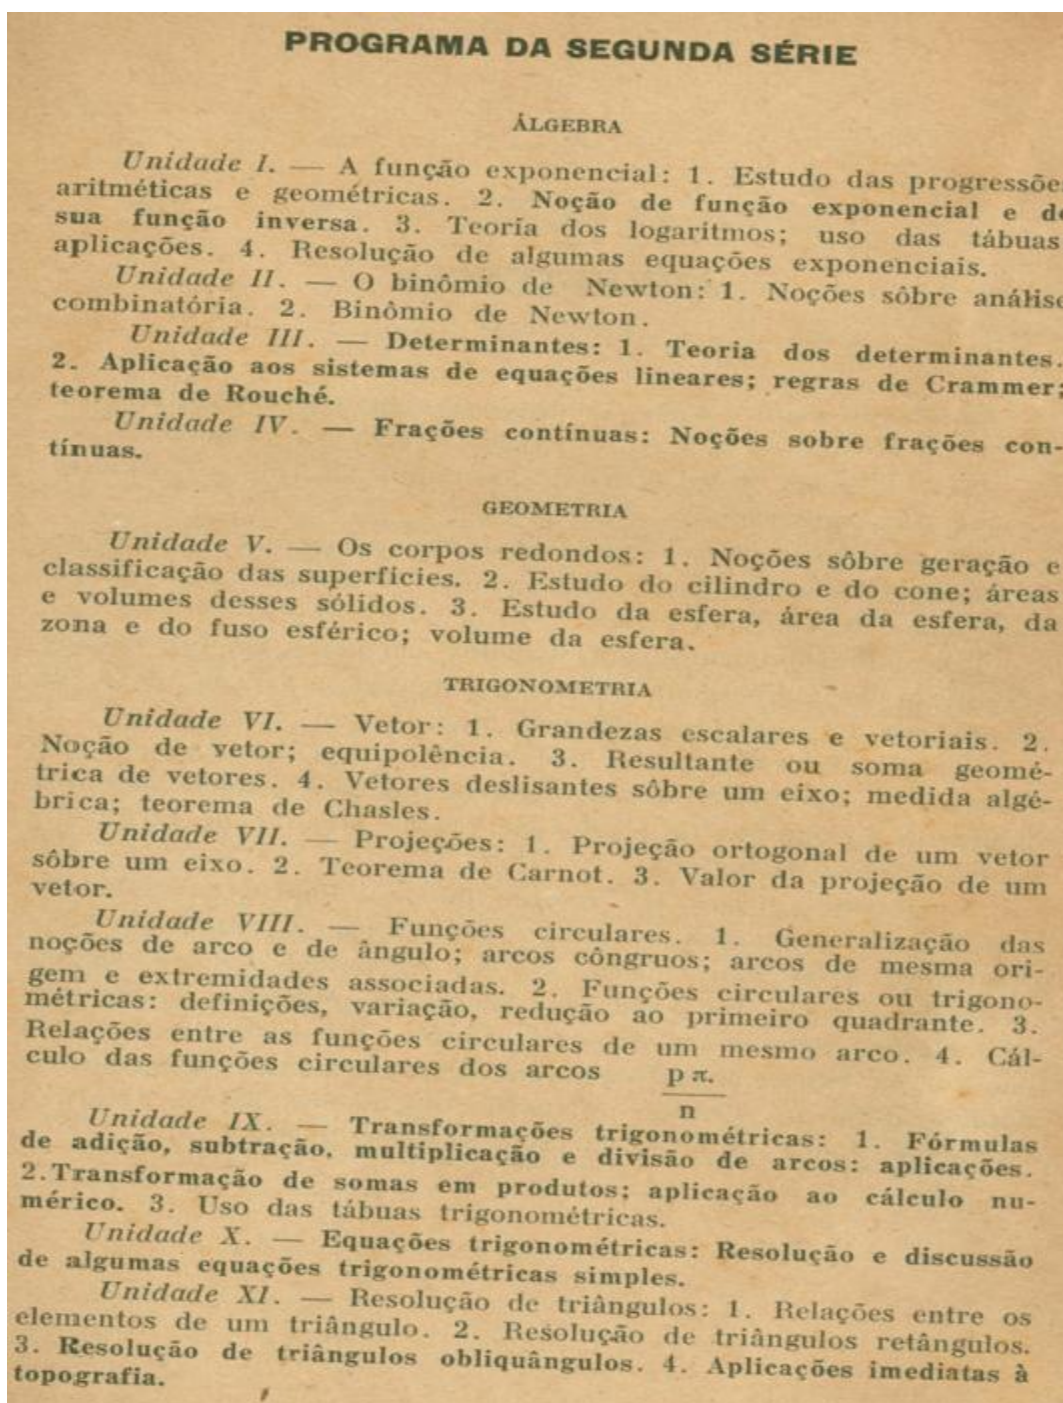 PROGRAMA DA SEGUNDA SÉRIE
ÁLGEBRA
Unidade I. — A função exponencial: 1. Estudo das progressõe
aritméticas e geométricas. 2. Noção de função exponencial e d
sua função inversa. 3. Teoria dos logarítmos; uso das tábuas
aplicações. 4. Resolução de algumas equações exponenciais.
Unidade II. — O binômio de Newton: 1. Noções sôbre análise
combinatória. 2. Binômio de Newton.
Unidade III. — Determinantes: 1. Teoria dos determinantes.
2. Aplicação aos sistemas de equações lineares; regras de Crammer;
teorema de Rouché.
Unidade IV. — Frações contínuas: Noções sobre frações con-
tínuas.
GEOMETRIA
Unidade V. — Os corpos redondos: 1. Noções sôbre geração e
classificação das superfícies. 2. Estudo do cilindro e do cone; áreas
e volumes desses sólidos. 3. Estudo da esfera, área da esfera, da
zona e do fuso esférico; volume da esfera.
TRIGONOMETRIA
Unidade VI. — Vetor: 1. Grandezas escalares e vetoriais. 2.
Noção de vetor; equipolência. 3. Resultante ou soma geomé-
trica de vetores. 4. Vetores deslisantes sôbre um eixo; medida algé-
brica; teorema de Chasles.
Unidade VII. — Projeções: 1. Projeção ortogonal de um vetor
sôbre um eixo. 2. Teorema de Carnot. 3. Valor da projeção de um
vetor.
Unidade VIII. — Funções circulares. 1. Generalização das
noções de arco e de ângulo; arcos côngruos; arcos de mesma ori-
gem e extremidades associadas. 2. Funções circulares ou trigono-
métricas: definições, variação, redução ao primeiro quadrante. 3.
Relações entre as funções circulares de um mesmo arco. 4. Cál-
culo das funções circulares dos arcos p π.
n
Unidade IX. — Transformações trigonométricas: 1. Fórmulas
de adição, subtração, multiplicação e divisão de arcos: aplicações.
2.Transformação de somas em produtos; aplicação ao cálculo nu-
mérico. 3. Uso das tábuas trigonométricas.
Unidade X. — Equações trigonométricas: Resolução e discussão
de algumas equações trigonométricas simples.
Unidade XI. — Resolução de triângulos: 1. Relações entre os
elementos de um triângulo. 2. Resolução de triângulos retângulos.
3. Resolução de triângulos obliquângulos. 4. Aplicações imediatas à
topografia.